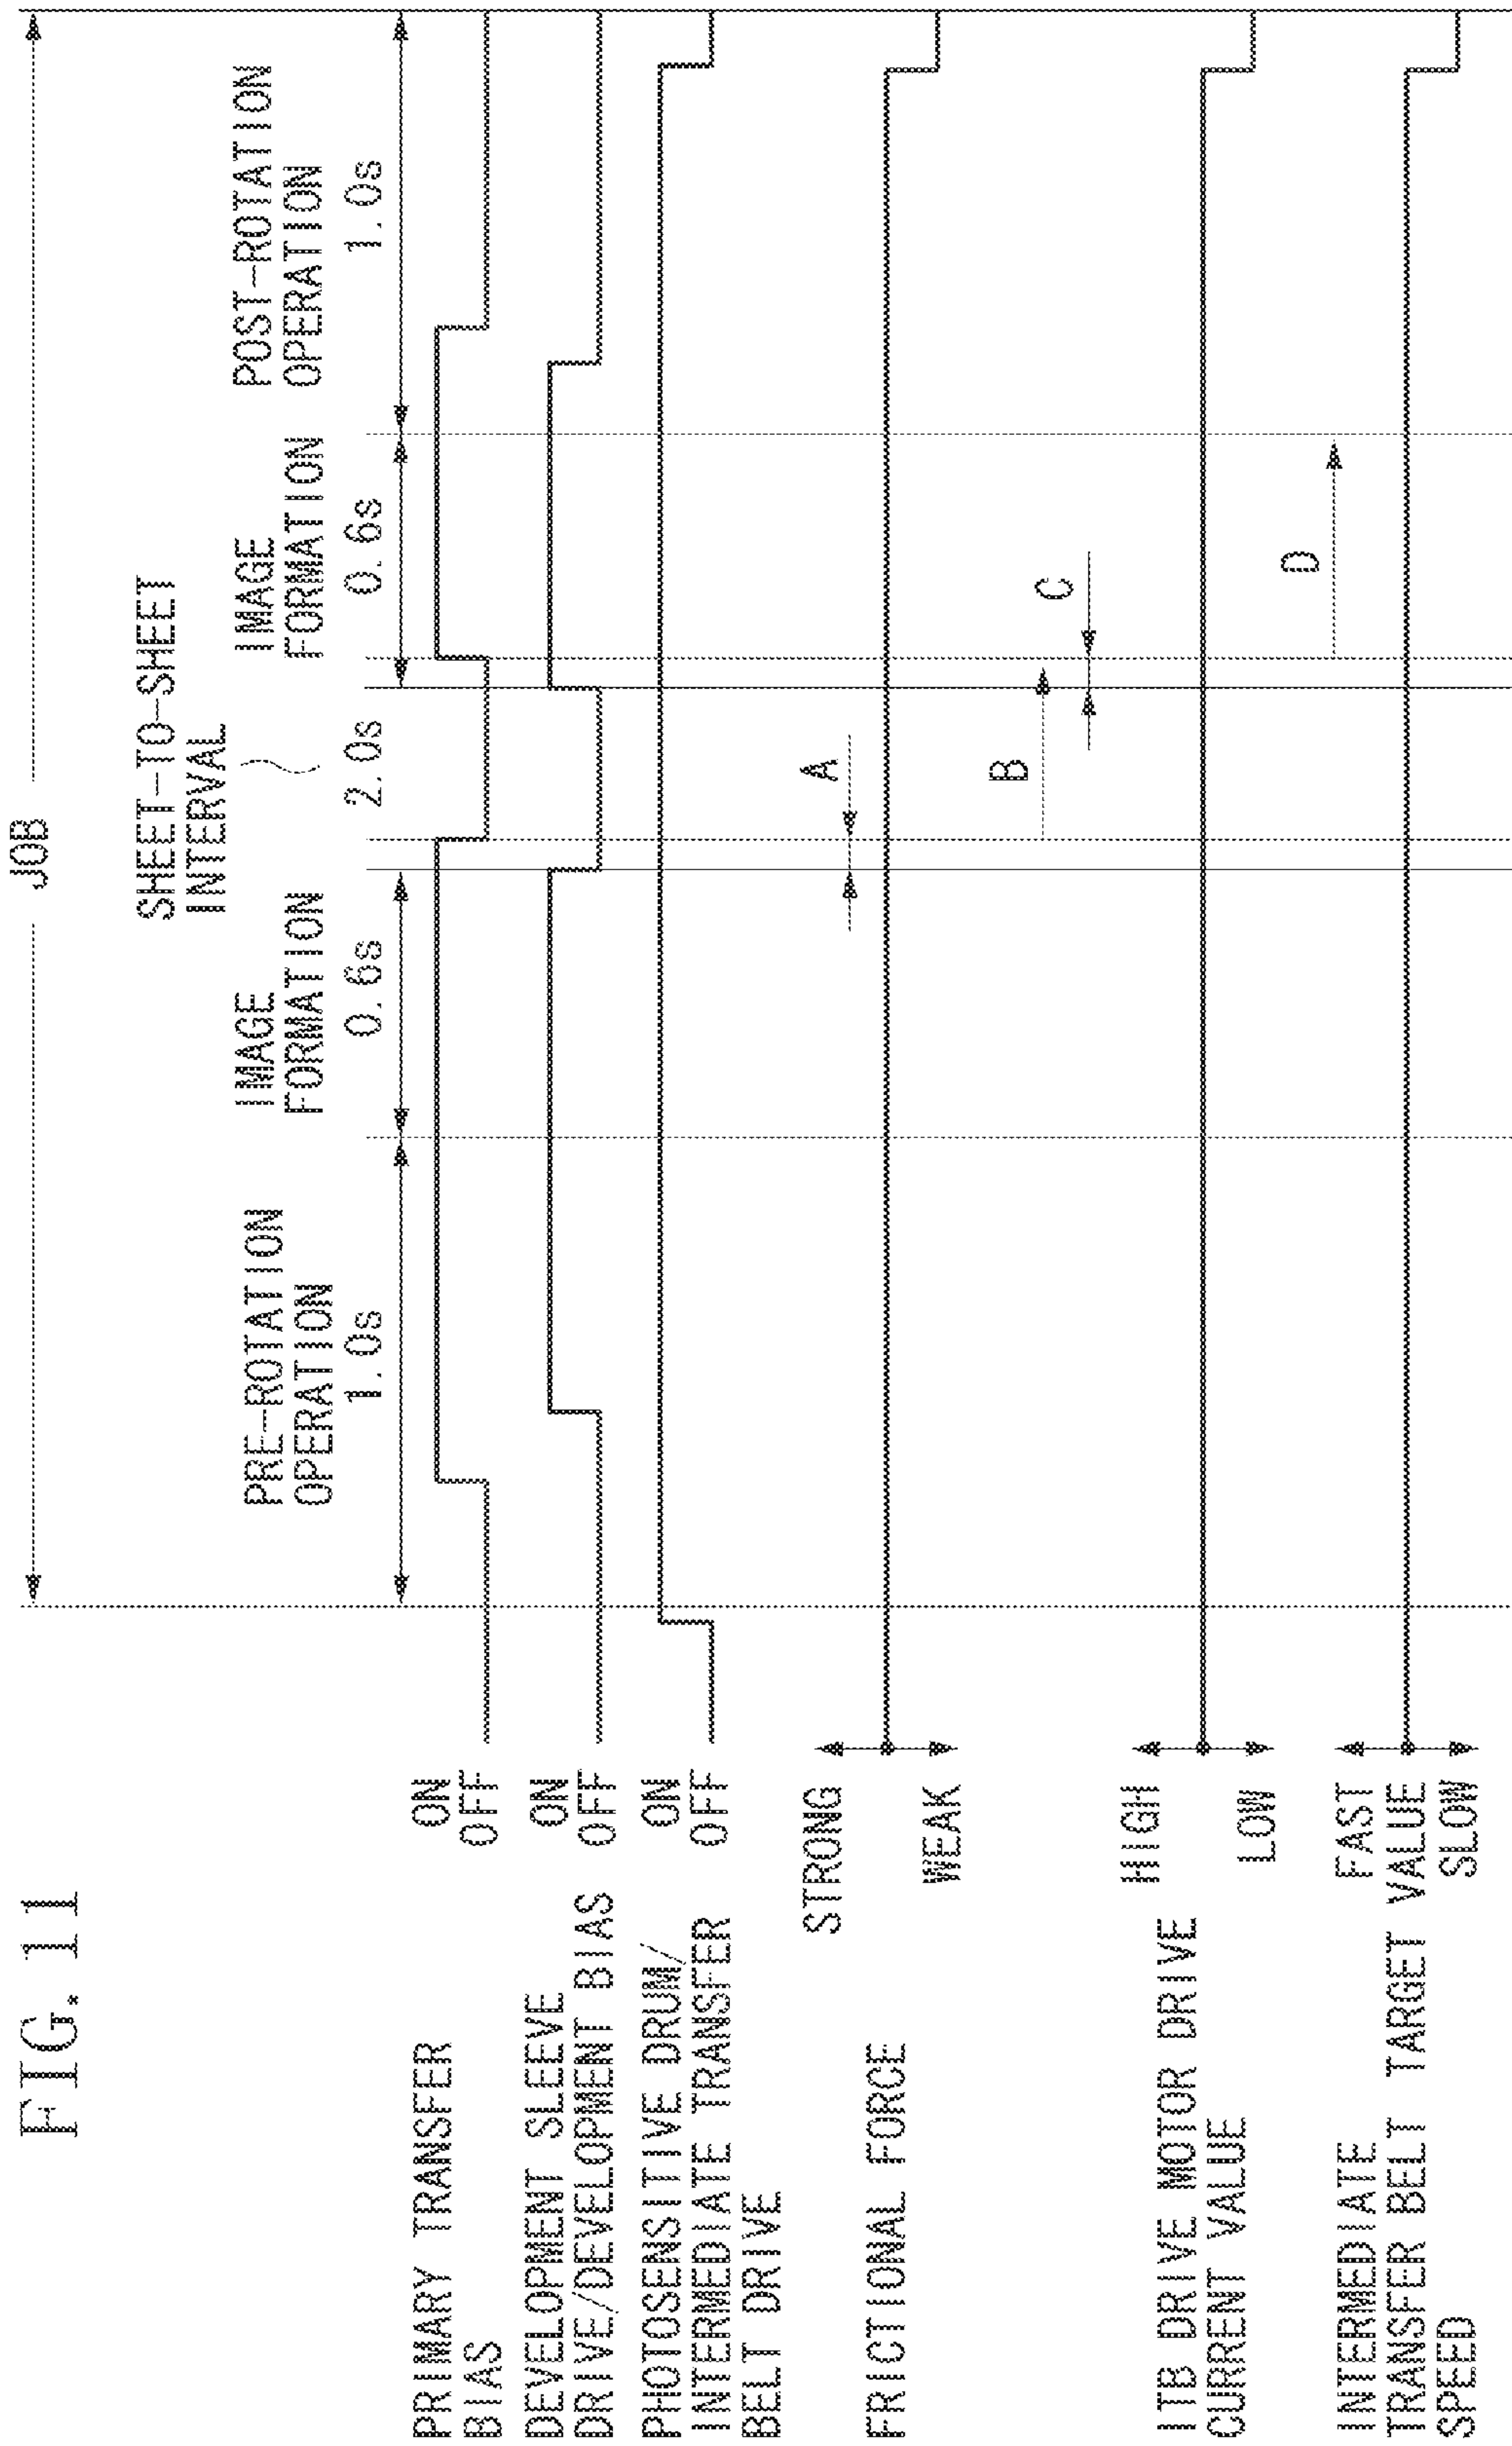 FIG. 11
JOB
SHEET-TO-SHEET
INTERVAL
PRE-ROTATION
OPERATION
1.0s
IMAGE
FORMATION
0.6s
2.0s
IMAGE
FORMATION
0.6s
POST-ROTATION
OPERATION
1.0s
PRIMARY TRANSFER
BIAS
ON
OFF
DEVELOPMENT SLEEVE
DRIVE/DEVELOPMENT BIAS
ON
OFF
PHOTOSENSITIVE DRUM/
INTERMEDIATE TRANSFER
BELT DRIVE
ON
OFF
FRICTIONAL FORCE
STRONG
WEAK
A
B
C
ITB DRIVE MOTOR DRIVE
CURRENT VALUE
HIGH
LOW
D
INTERMEDIATE
TRANSFER BELT TARGET VALUE
SPEED
FAST
SLOW